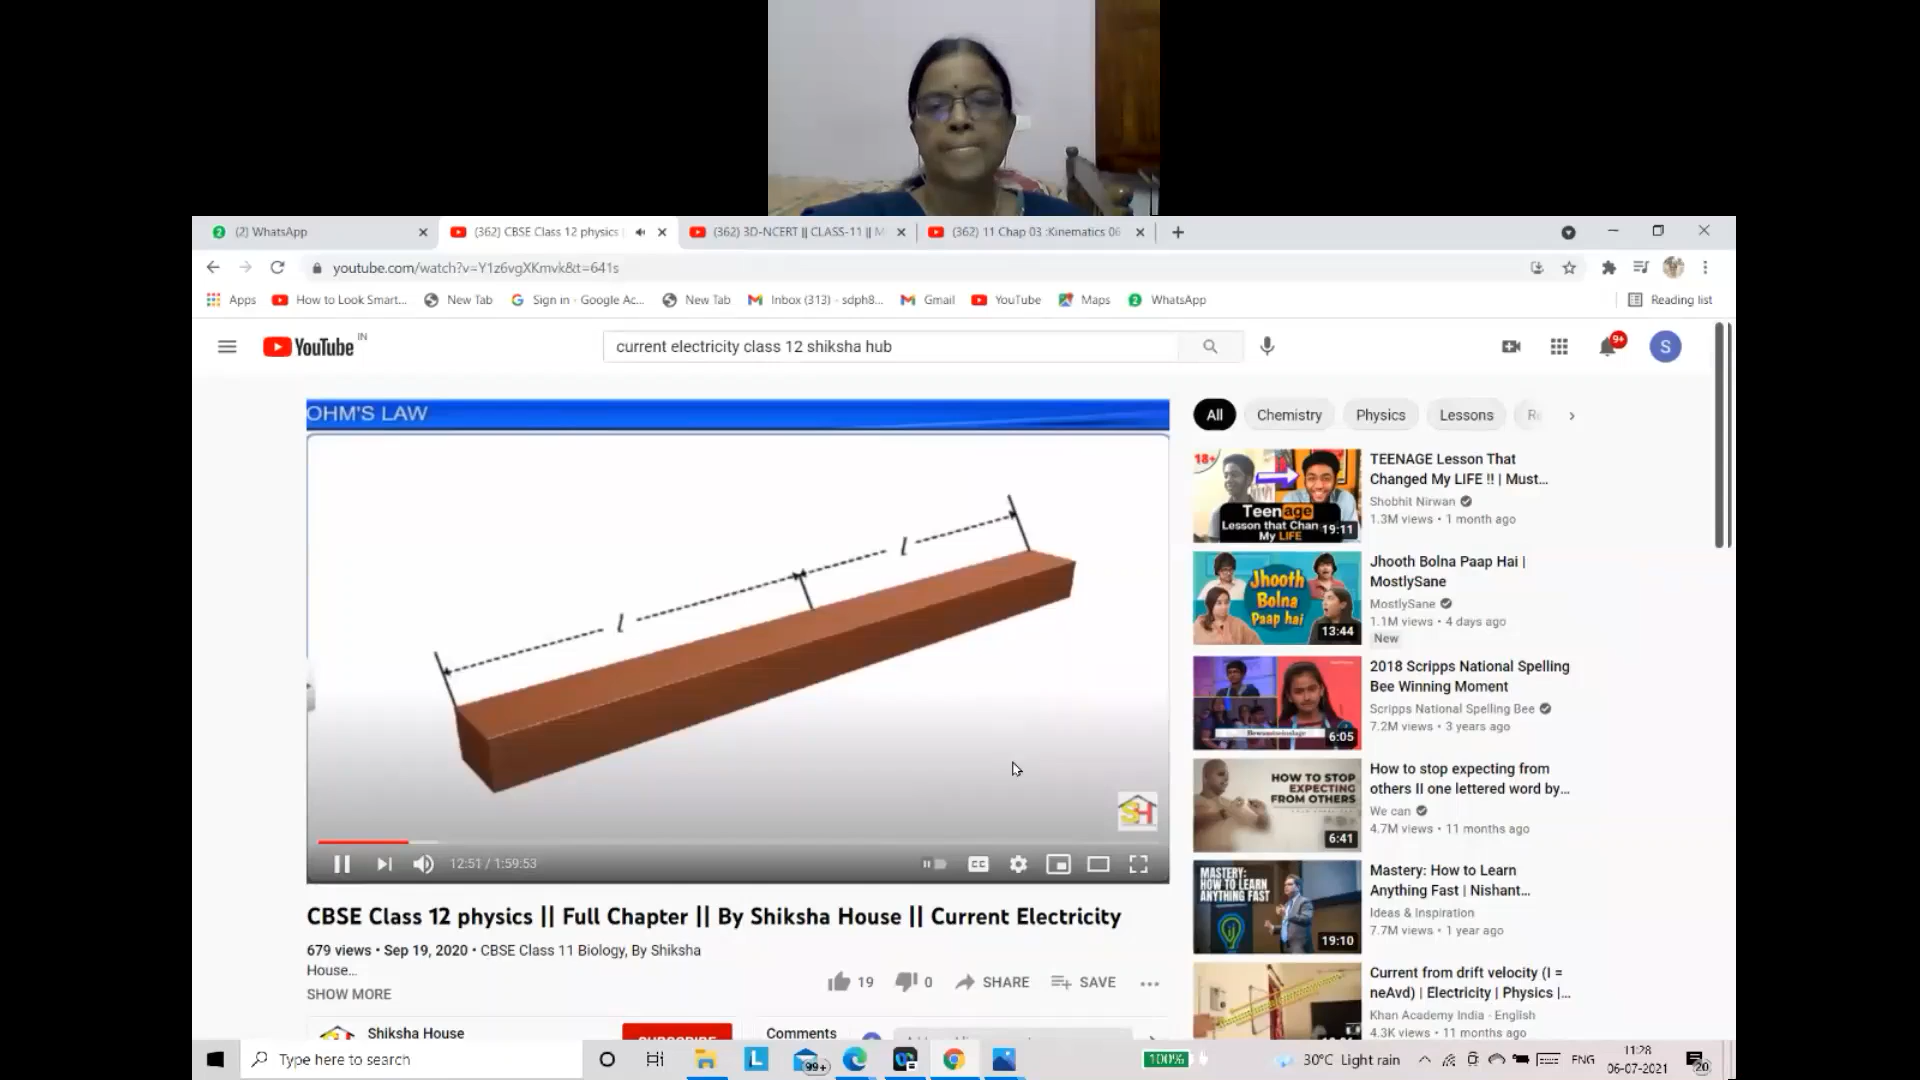 (2) WhatsApp
(362) CBSE Class 12 physics
(362) 3D-NCERT || CLASS-11 || M
(362) 11 Chap 03 :Kinematics 06
youtube.com/watch?v=Y1z6vgXKmvk&t=641s
Apps
How to Look Smart...
New Tab
Sign in - Google Ac...
New Tab
Inbox (313) - sdph8...
Gmail
YouTube
Maps
WhatsApp
Reading list
YouTube IN
current electricity class 12 shiksha hub
9+
S
OHM'S LAW
l
l
SH
12:51 / 1:59:53
CC
CBSE Class 12 physics || Full Chapter || By Shiksha House || Current Electricity
679 views • Sep 19, 2020 • CBSE Class 11 Biology, By Shiksha
House...
SHOW MORE
19
0
SHARE
SAVE
Shiksha House
SUBSCRIBE
Comments
All
Chemistry
Physics
Lessons
18+
Teenage
Lesson that Chan
My LIFE
19:11
TEENAGE Lesson That
Changed My LIFE !! | Must...
Shobhit Nirwan
1.3M views • 1 month ago
Jhooth
Bolna
Paap hai
13:44
Jhooth Bolna Paap Hai |
MostlySane
MostlySane
1.1M views • 4 days ago
New
6:05
2018 Scripps National Spelling
Bee Winning Moment
Scripps National Spelling Bee
7.2M views • 3 years ago
HOW TO STOP
EXPECTING
FROM OTHERS
6:41
How to stop expecting from
others II one lettered word by...
We can
4.7M views • 11 months ago
MASTERY:
HOW TO LEARN
ANYTHING FAST
19:10
Mastery: How to Learn
Anything Fast | Nishant...
Ideas & Inspiration
7.7M views • 1 year ago
Current from drift velocity (I =
neAvd) | Electricity | Physics |...
Khan Academy India - English
4.3K views • 11 months ago
Type here to search
L
99+
100%
30°C Light rain
ENG
11:28
06-07-2021
20